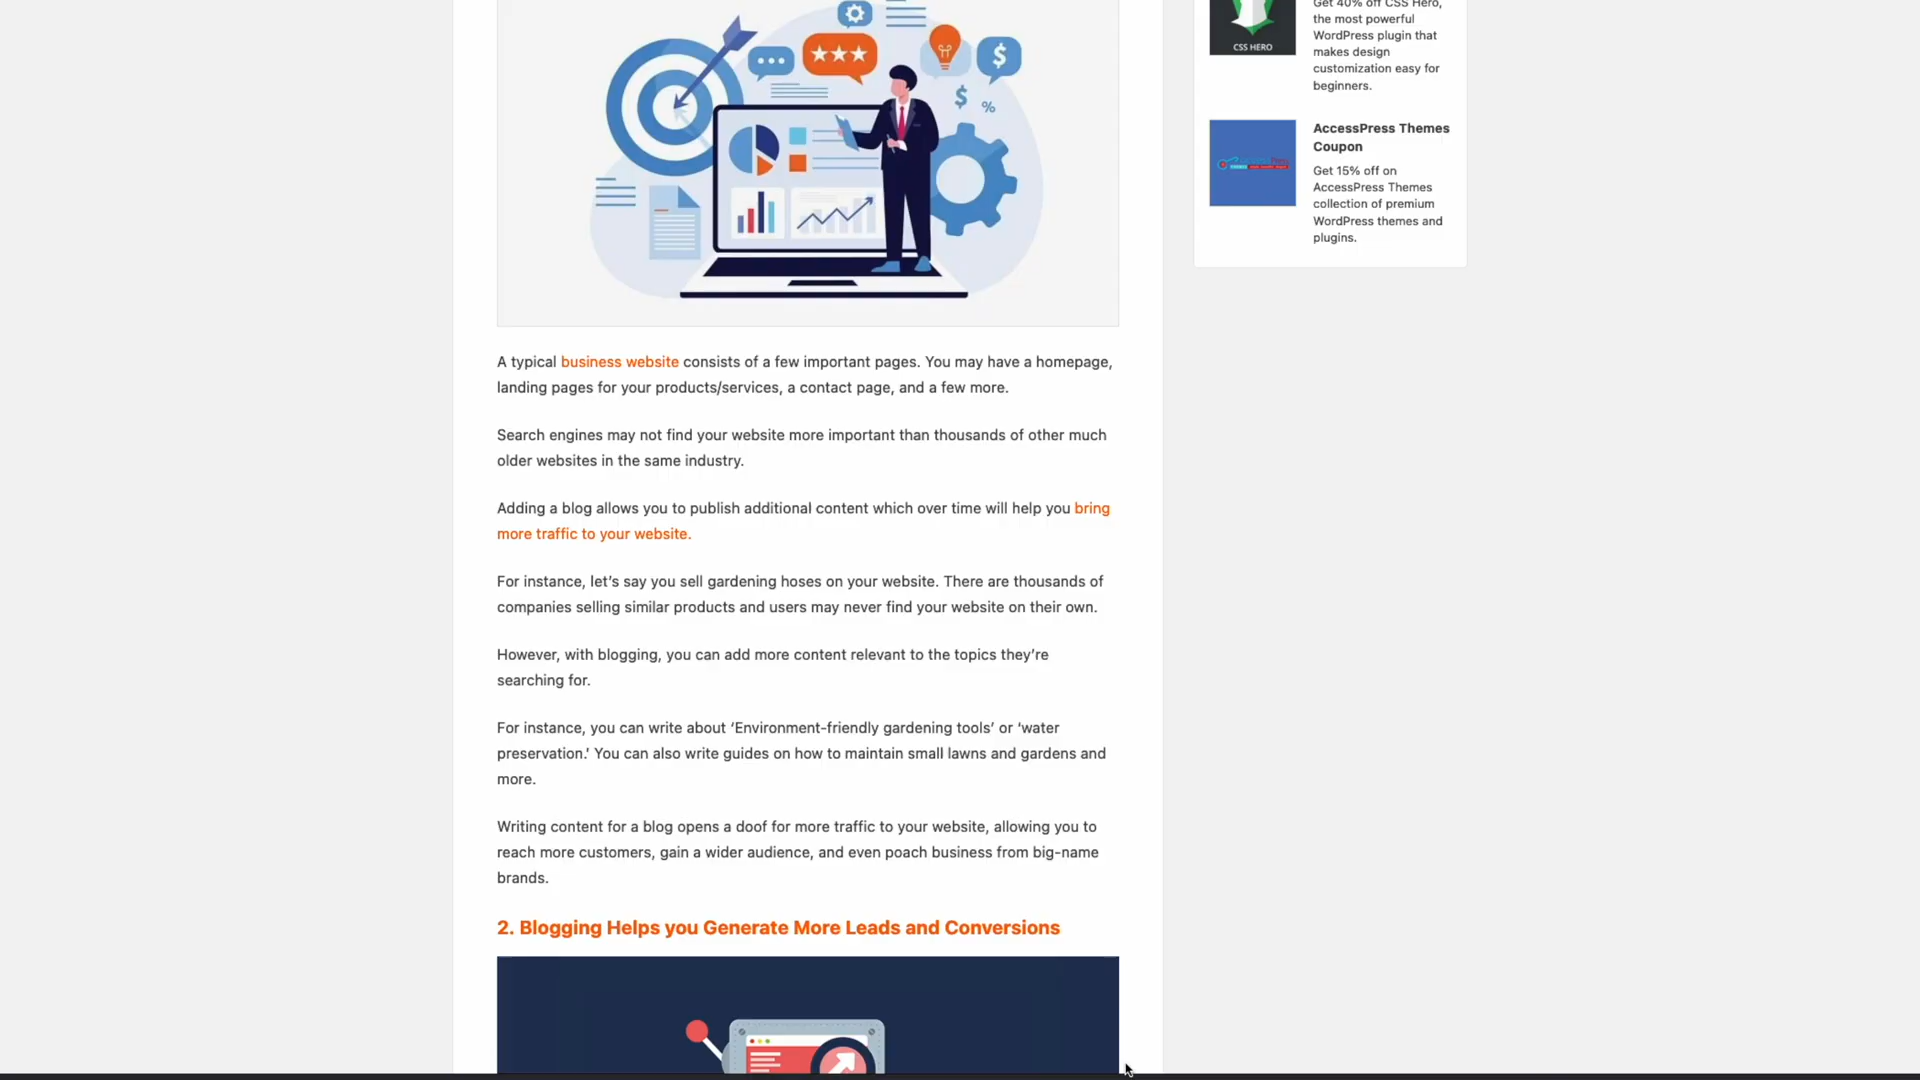 $
$
%
A typical business website consists of a few important pages. You may have a homepage,
landing pages for your products/services, a contact page, and a few more.
Search engines may not find your website more important than thousands of other much
older websites in the same industry.
Adding a blog allows you to publish additional content which over time will help you bring
more traffic to your website.
For instance, let’s say you sell gardening hoses on your website. There are thousands of
companies selling similar products and users may never find your website on their own.
However, with blogging, you can add more content relevant to the topics they’re
searching for.
For instance, you can write about ‘Environment-friendly gardening tools’ or ‘water
preservation.’ You can also write guides on how to maintain small lawns and gardens and
more.
Writing content for a blog opens a doof for more traffic to your website, allowing you to
reach more customers, gain a wider audience, and even poach business from big-name
brands.
2. Blogging Helps you Generate More Leads and Conversions
CSS HERO
Get 40% off CSS Hero,
the most powerful
WordPress plugin that
makes design
customization easy for
beginners.
AccessPress Themes
Coupon
Get 15% off on
AccessPress Themes
collection of premium
WordPress themes and
plugins.